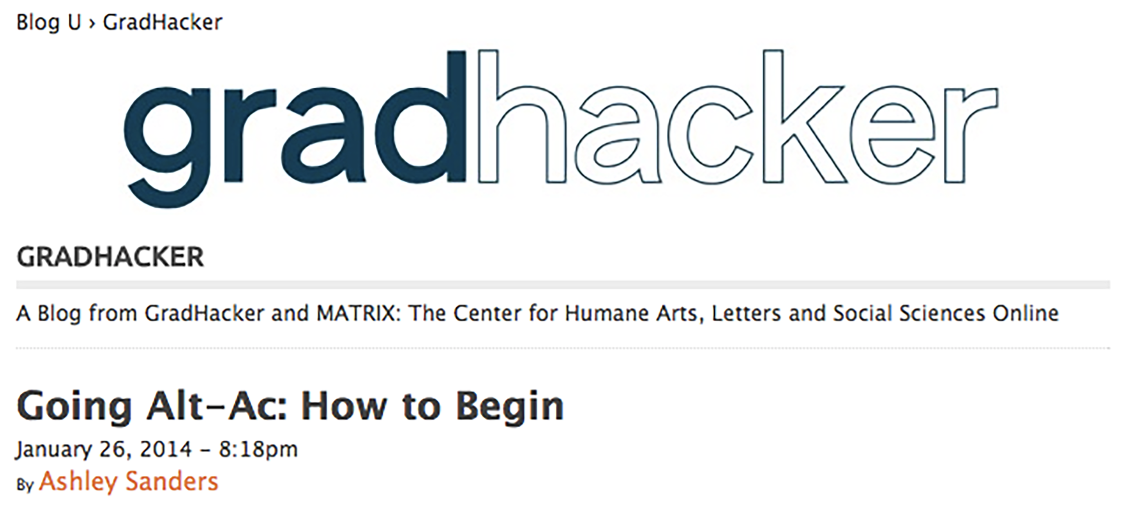 Blog U › GradHacker
gradhacker
GRADHACKER
A Blog from GradHacker and MATRIX: The Center for Humane Arts, Letters and Social Sciences Online
Going Alt-Ac: How to Begin
January 26, 2014 - 8:18pm
By Ashley Sanders